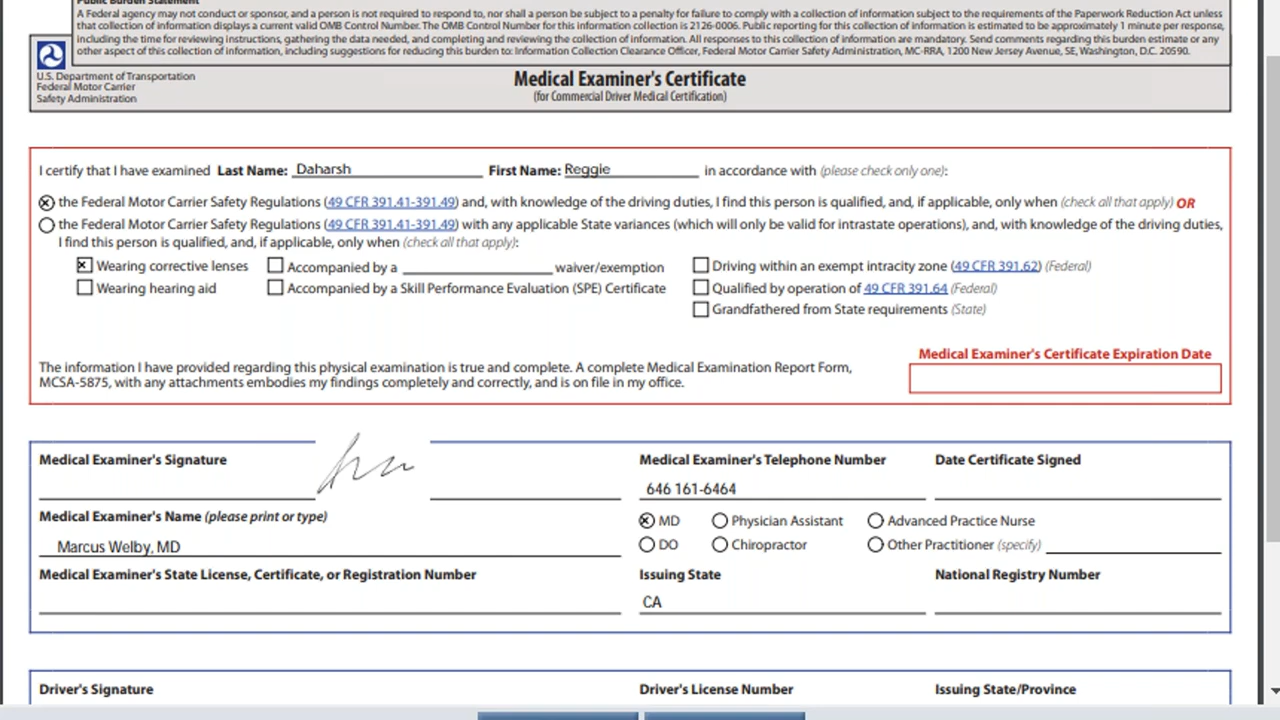 Public Burden Statement
A Federal agency may not conduct or sponsor, and a person is not required to respond to, nor shall a person be subject to a penalty for failure to comply with a collection of information subject to the requirements of the Paperwork Reduction Act unless
that collection of information displays a current valid OMB Control Number. The OMB Control Number for this information collection is 2126-0006. Public reporting for this collection of information is estimated to be approximately 1 minute per response,
including the time for reviewing instructions, gathering the data needed, and completing and reviewing the collection of information. All responses to this collection of information are mandatory. Send comments regarding this burden estimate or any
other aspect of this collection of information, including suggestions for reducing this burden to: Information Collection Clearance Officer, Federal Motor Carrier Safety Administration, MC-RRA, 1200 New Jersey Avenue, SE, Washington, D.C. 20590.
U.S. Department of Transportation
Federal Motor Carrier
Safety Administration
Medical Examiner's Certificate
(for Commercial Driver Medical Certification)
I certify that I have examined Last Name: Daharsh First Name: Reggie in accordance with (please check only one):
the Federal Motor Carrier Safety Regulations (49 CFR 391.41-391.49) and, with knowledge of the driving duties, I find this person is qualified, and, if applicable, only when (check all that apply) OR
the Federal Motor Carrier Safety Regulations (49 CFR 391.41-391.49) with any applicable State variances (which will only be valid for intrastate operations), and, with knowledge of the driving duties,
I find this person is qualified, and, if applicable, only when (check all that apply):
Wearing corrective lenses Accompanied by a waiver/exemption Driving within an exempt intracity zone (49 CFR 391.62) (Federal)
Wearing hearing aid Accompanied by a Skill Performance Evaluation (SPE) Certificate Qualified by operation of 49 CFR 391.64 (Federal)
Grandfathered from State requirements (State)
The information I have provided regarding this physical examination is true and complete. A complete Medical Examination Report Form,
MCSA-5875, with any attachments embodies my findings completely and correctly, and is on file in my office.
Medical Examiner's Certificate Expiration Date
Medical Examiner's Signature Medical Examiner's Telephone Number Date Certificate Signed
646 161-6464
Medical Examiner's Name (please print or type) MD Physician Assistant Advanced Practice Nurse
Marcus Welby, MD DO Chiropractor Other Practitioner (specify)
Medical Examiner's State License, Certificate, or Registration Number Issuing State National Registry Number
CA
Driver's Signature Driver's License Number Issuing State/Province